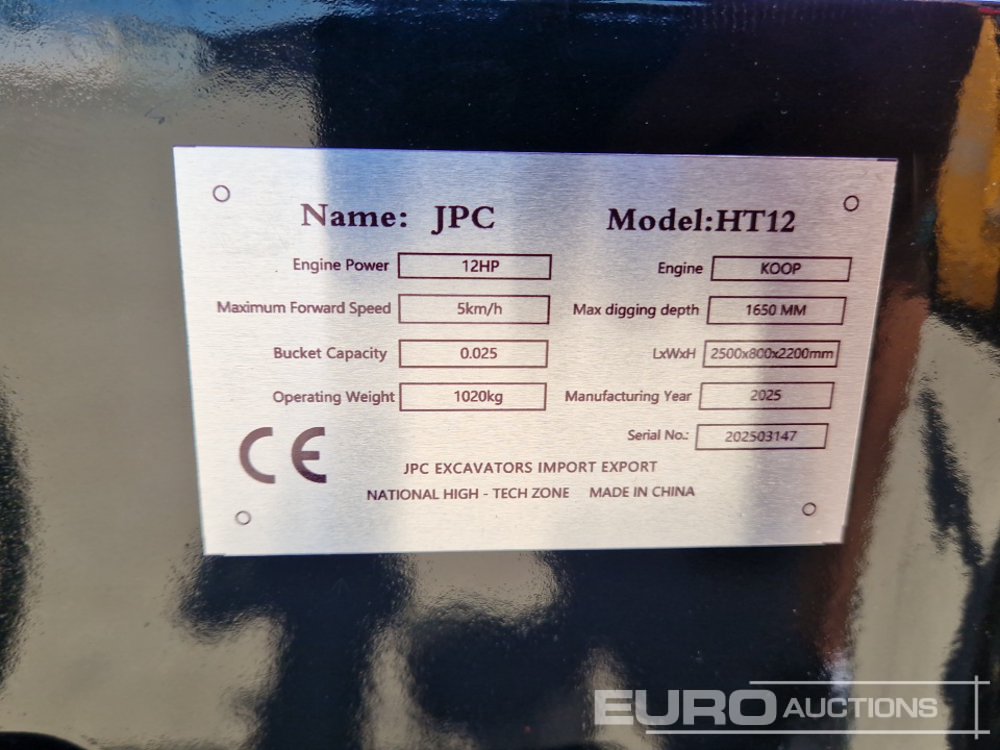 Name: JPC Model:HT12
Engine Power 12HP Engine KOOP
Maximum Forward Speed 5km/h Max digging depth 1650 MM
Bucket Capacity 0.025 LxWxH 2500x800x2200mm
Operating Weight 1020kg Manufacturing Year 2025
CE Serial No.: 202503147
JPC EXCAVATORS IMPORT EXPORT
NATIONAL HIGH - TECH ZONE MADE IN CHINA
EURO AUCTIONS